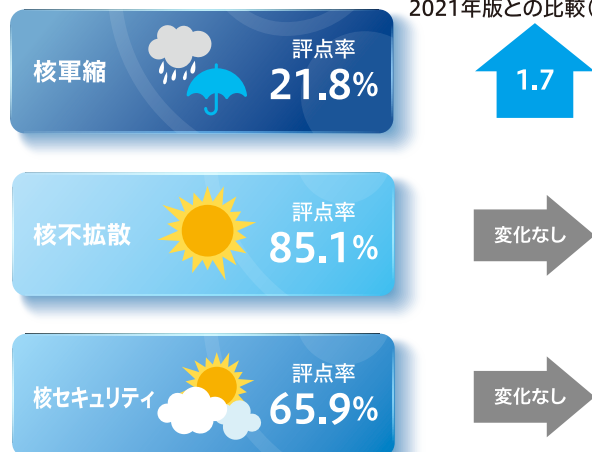 2021年版との比較(
核軍縮
評点率
21.8%
1.7
核不拡散
評点率
85.1%
変化なし
核セキュリティ
評点率
65.9%
変化なし